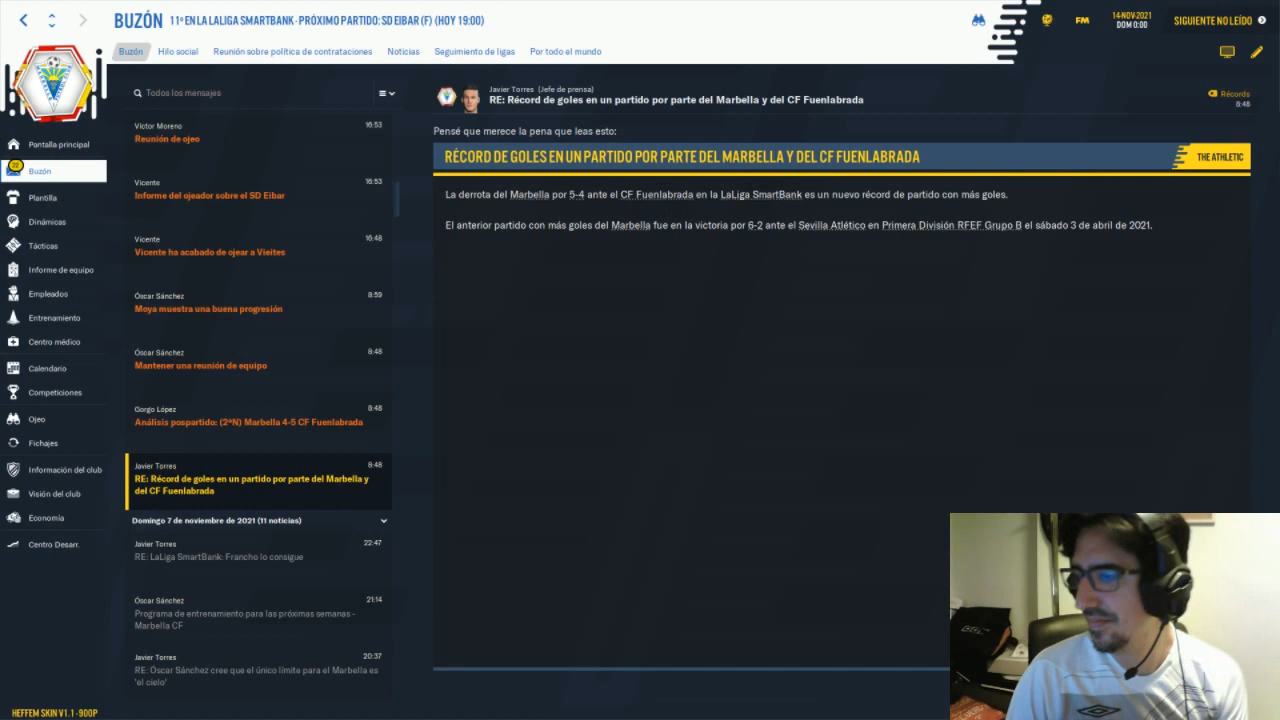 BUZÓN
11º EN LA LALIGA SMARTBANK · PRÓXIMO PARTIDO: SD EIBAR (F) (HOY 19:00)
FM
14-NOV-2021
DOM 0:00
SIGUIENTE NO LEÍDO
Buzón
Hilo social
Reunión sobre política de contrataciones
Noticias
Seguimiento de ligas
Por todo el mundo
Pantalla principal
Buzón
Plantilla
Dinámicas
Tácticas
Informe de equipo
Empleados
Entrenamiento
Centro médico
Calendario
Competiciones
Ojeo
Fichajes
Información del club
Visión del club
Economía
Centro Desarr.
HEFFEM SKIN V1.1 - 900P
Todos los mensajes
Víctor Moreno 16:53
Reunión de ojeo
Vicente 16:53
Informe del ojeador sobre el SD Eibar
Vicente 16:48
Vicente ha acabado de ojear a Vieites
Óscar Sánchez 8:59
Moya muestra una buena progresión
Óscar Sánchez 8:48
Mantener una reunión de equipo
Gorgo López 8:48
Análisis pospartido: (2ªN) Marbella 4-5 CF Fuenlabrada
Javier Torres 8:48
RE: Récord de goles en un partido por parte del Marbella y
del CF Fuenlabrada
Domingo 7 de noviembre de 2021 (11 noticias)
Javier Torres 22:47
RE: LaLiga SmartBank: Francho lo consigue
Óscar Sánchez 21:14
Programa de entrenamiento para las próximas semanas -
Marbella CF
Javier Torres 20:37
RE: Óscar Sánchez cree que el único límite para el Marbella es
'el cielo'
Javier Torres (Jefe de prensa)
RE: Récord de goles en un partido por parte del Marbella y del CF Fuenlabrada
Récords
8:48
Pensé que merece la pena que leas esto:
RÉCORD DE GOLES EN UN PARTIDO POR PARTE DEL MARBELLA Y DEL CF FUENLABRADA
THE ATHLETIC
La derrota del Marbella por 5-4 ante el CF Fuenlabrada en la LaLiga SmartBank es un nuevo récord de partido con más goles.
El anterior partido con más goles del Marbella fue en la victoria por 6-2 ante el Sevilla Atlético en Primera División RFEF Grupo B el sábado 3 de abril de 2021.